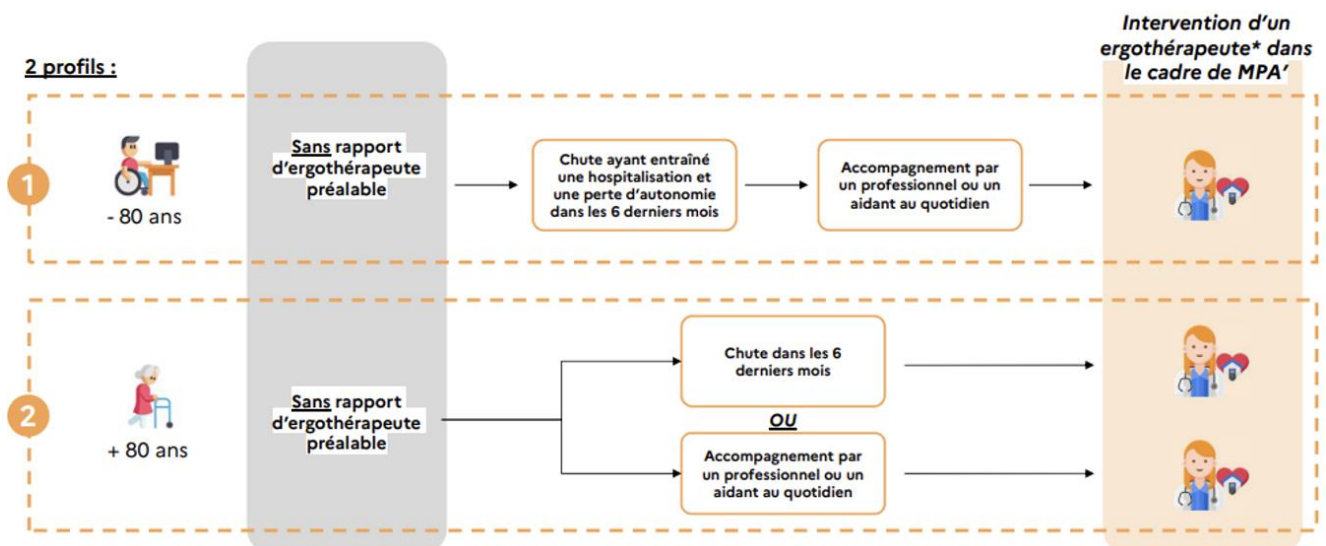 Intervention d'un
ergothérapeute* dans
le cadre de MPA'
2 profils :
1
- 80 ans
Sans rapport
d'ergothérapeute
préalable
Chute ayant entraîné
une hospitalisation et
une perte d'autonomie
dans les 6 derniers mois
Accompagnement par
un professionnel ou un
aidant au quotidien
2
+ 80 ans
Sans rapport
d'ergothérapeute
préalable
Chute dans les 6
derniers mois
OU
Accompagnement par
un professionnel ou un
aidant au quotidien